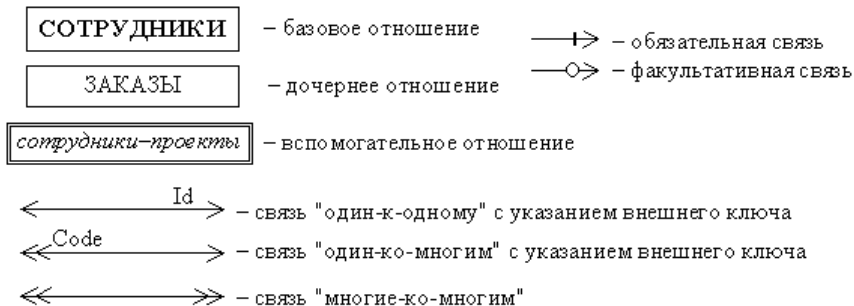 СОТРУДНИКИ – базовое отношение
– обязательная связь
– факультативная связь
ЗАКАЗЫ – дочернее отношение
сотрудники–проекты – вспомогательное отношение
Id – связь "один-к-одному" с указанием внешнего ключа
Code – связь "один-ко-многим" с указанием внешнего ключа
– связь "многие-ко-многим"